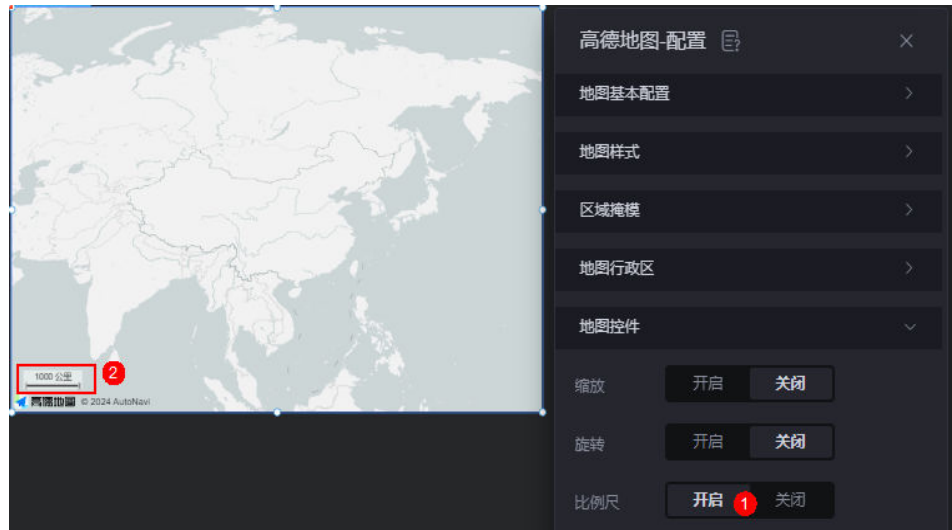 高德地图-配置
地图基本配置
地图样式
区域掩模
地图行政区
地图控件
缩放 开启 关闭
旋转 开启 关闭
比例尺 开启 1 关闭
1000 公里 2
高德地图 © 2024 AutoNavi